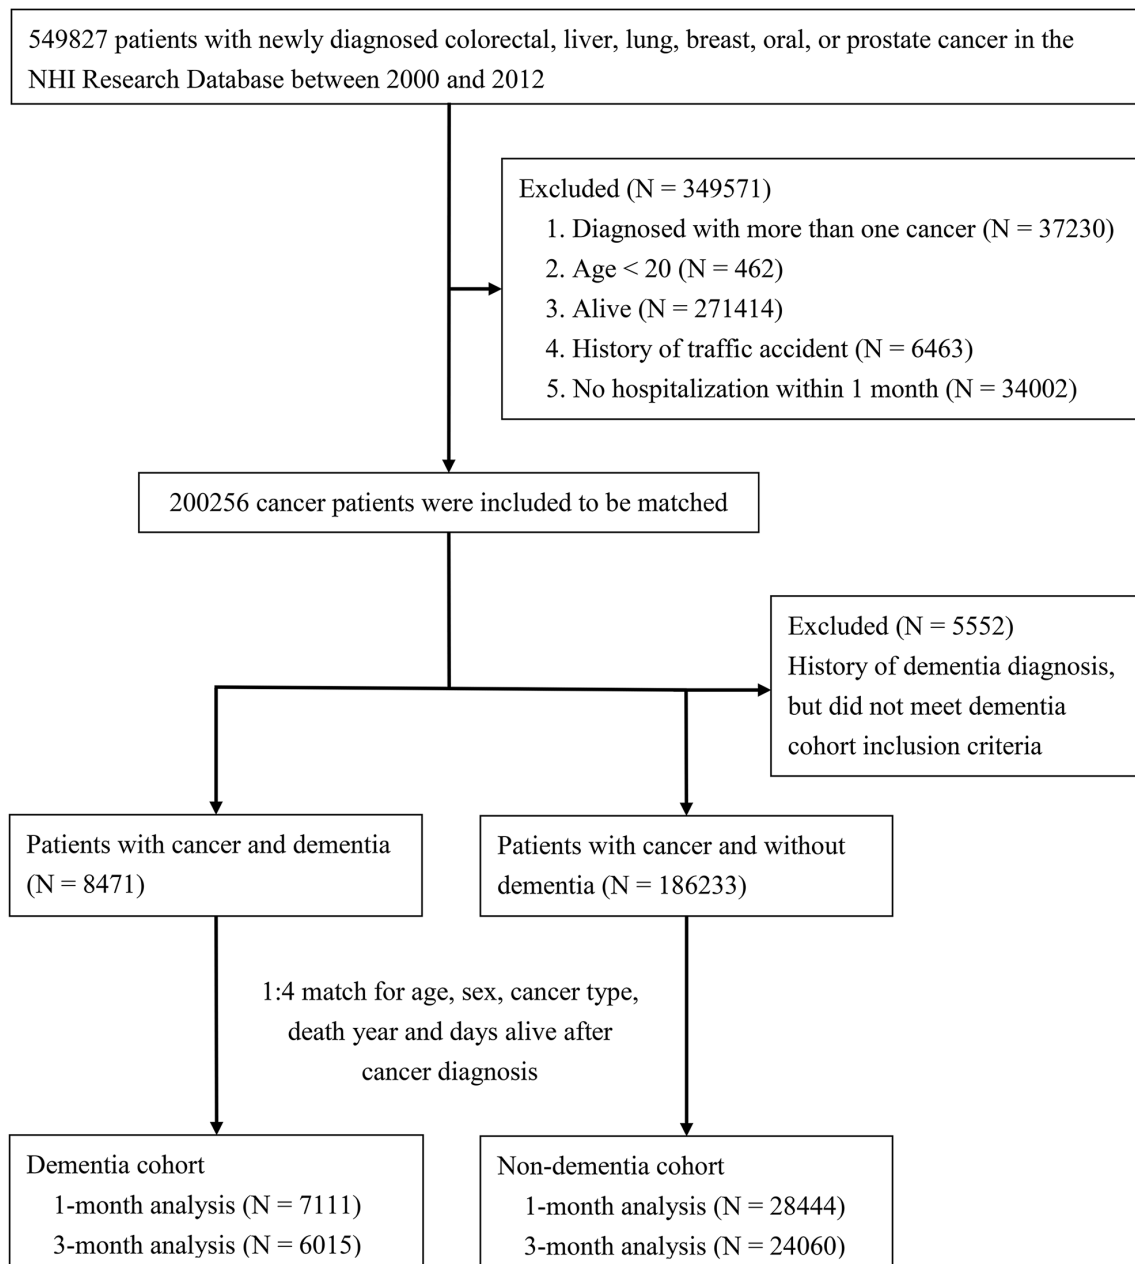 549827 patients with newly diagnosed colorectal, liver, lung, breast, oral, or prostate cancer in the
NHI Research Database between 2000 and 2012
Excluded (N = 349571)
1. Diagnosed with more than one cancer (N = 37230)
2. Age < 20 (N = 462)
3. Alive (N = 271414)
4. History of traffic accident (N = 6463)
5. No hospitalization within 1 month (N = 34002)
200256 cancer patients were included to be matched
Excluded (N = 5552)
History of dementia diagnosis,
but did not meet dementia
cohort inclusion criteria
Patients with cancer and dementia
(N = 8471)
Patients with cancer and without
dementia (N = 186233)
1:4 match for age, sex, cancer type,
death year and days alive after
cancer diagnosis
Dementia cohort
1-month analysis (N = 7111)
3-month analysis (N = 6015)
Non-dementia cohort
1-month analysis (N = 28444)
3-month analysis (N = 24060)